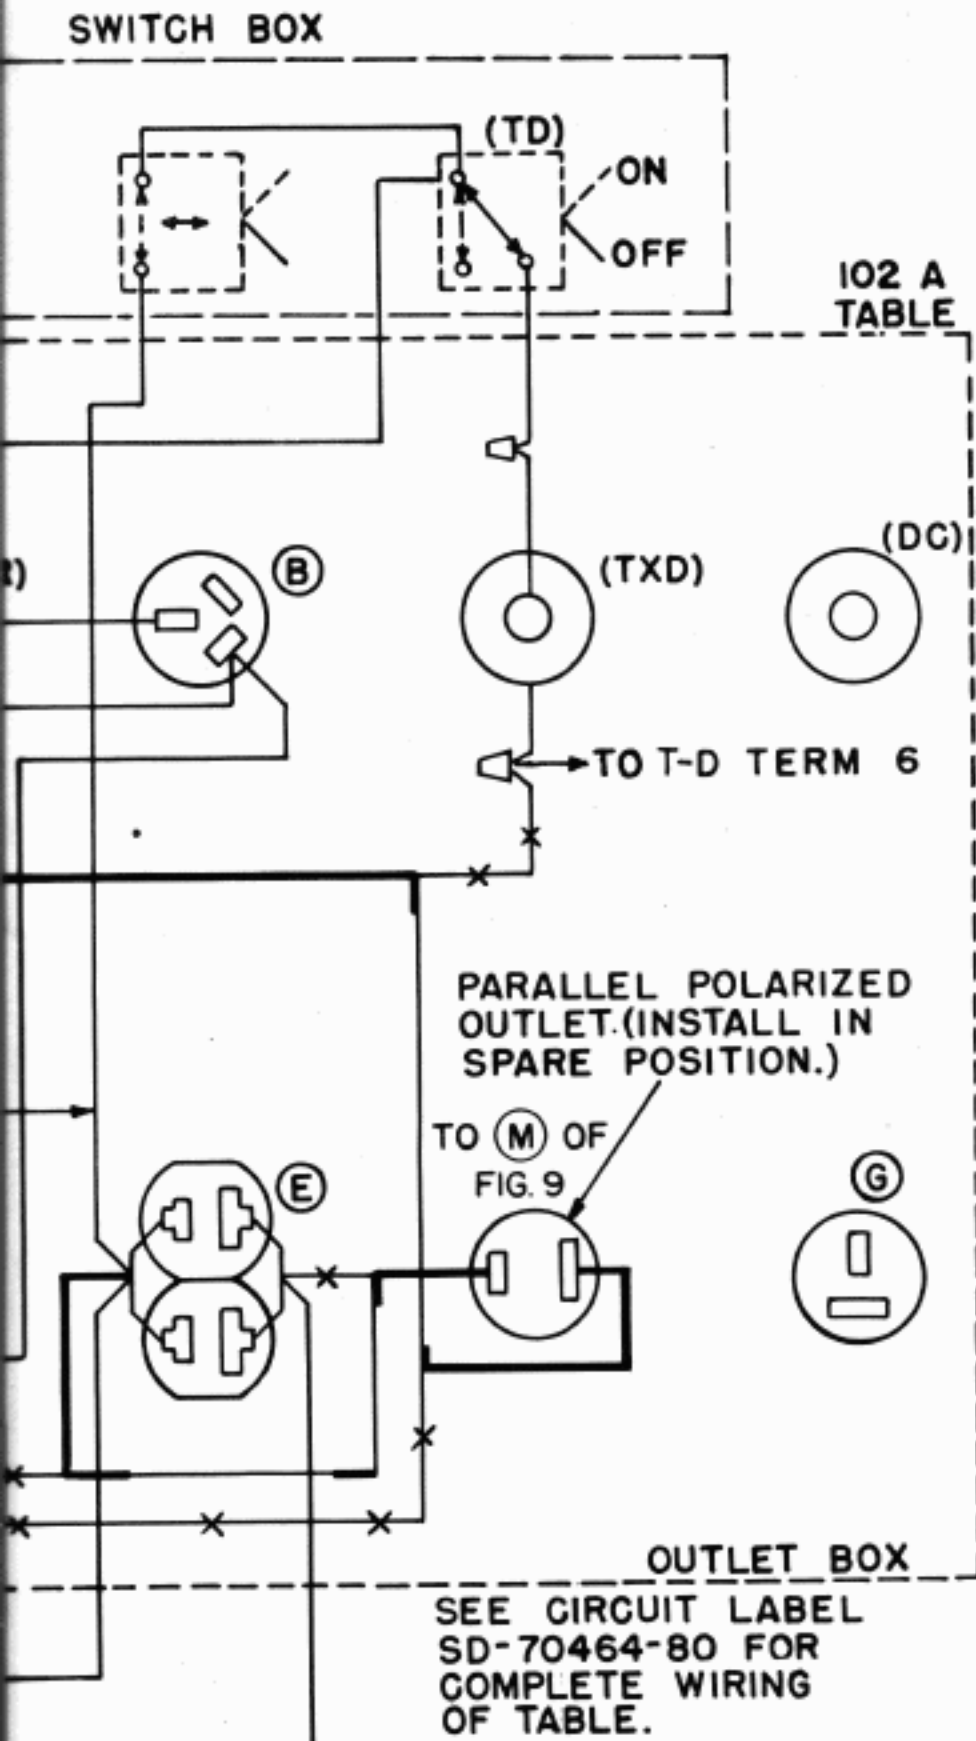 SWITCH BOX
(TD)
ON
OFF
102 A
TABLE
(DC)
B
(TXD)
TO T-D TERM 6
PARALLEL POLARIZED
OUTLET.(INSTALL IN
SPARE POSITION.)
TO M OF
FIG. 9
E
G
OUTLET BOX
SEE CIRCUIT LABEL
SD-70464-80 FOR
COMPLETE WIRING
OF TABLE.